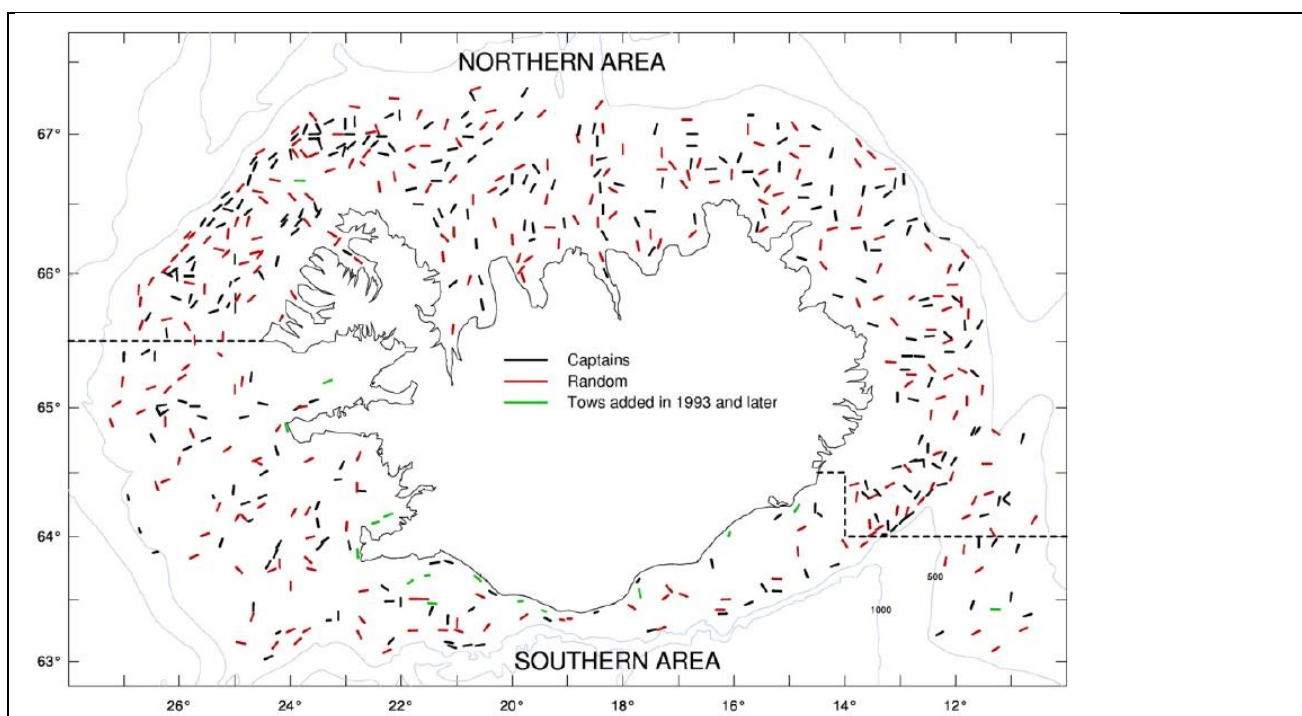 NORTHERN AREA
67°
66°
65°
64°
63°
Captains
Random
Tows added in 1993 and later
500
1000
SOUTHERN AREA
26° 24° 22° 20° 18° 16° 14° 12°